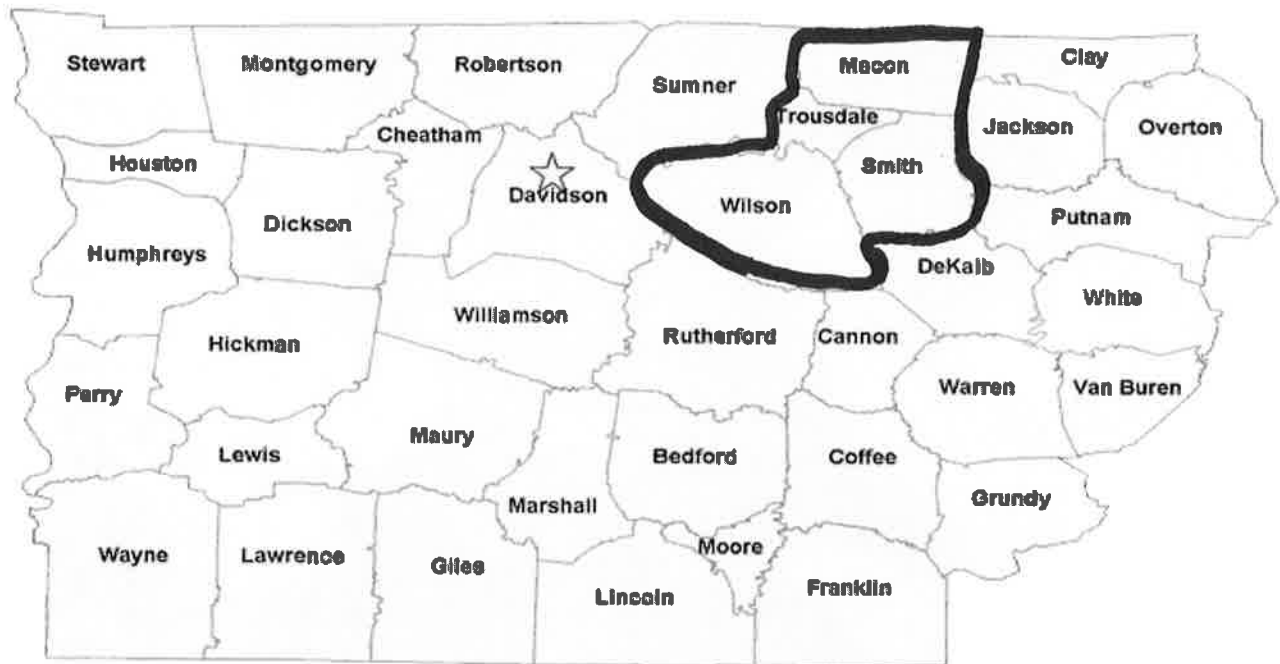 Stewart Montgomery Robertson Sumner Macon Clay
Cheatham Trousdale Jackson Overton
Houston Davidson Wilson Smith
Humphreys Dickson Putnam
DeKalb
Hickman Williamson Rutherford Cannon White
Perry Lewis Maury Bedford Coffee Warren Van Buren
Marshall Grundy
Wayne Lawrence Giles Lincoln Moore Franklin